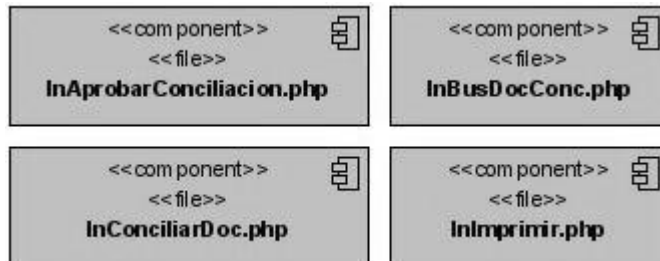 <<component>>
<<file>>
InAprobarConciliacion.php
<<component>>
<<file>>
InBusDocConc.php
<<component>>
<<file>>
InConciliarDoc.php
<<component>>
<<file>>
InImprimir.php